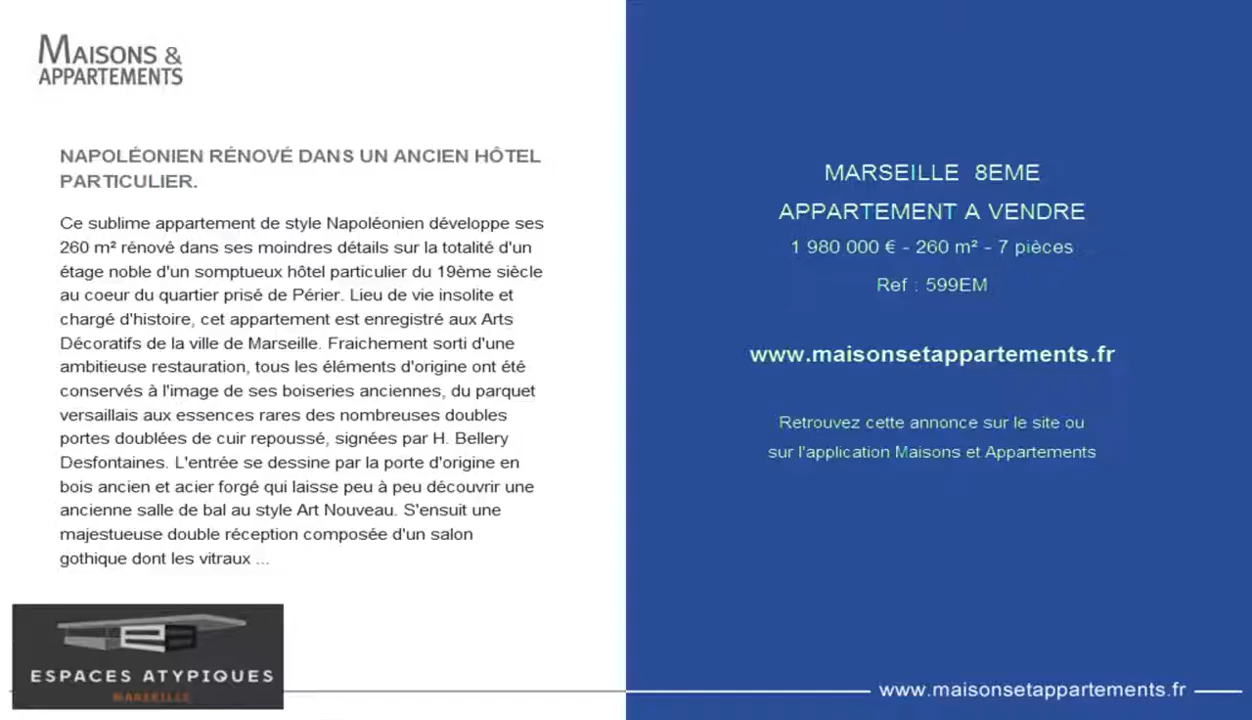 MAISONS &
APPARTEMENTS
NAPOLÉONIEN RÉNOVÉ DANS UN ANCIEN HÔTEL
PARTICULIER.
Ce sublime appartement de style Napoléonien développe ses
260 m² rénové dans ses moindres détails sur la totalité d'un
étage noble d'un somptueux hôtel particulier du 19ème siècle
au coeur du quartier prisé de Périer. Lieu de vie insolite et
chargé d'histoire, cet appartement est enregistré aux Arts
Décoratifs de la ville de Marseille. Fraichement sorti d'une
ambitieuse restauration, tous les éléments d'origine ont été
conservés à l'image de ses boiseries anciennes, du parquet
versaillais aux essences rares des nombreuses doubles
portes doublées de cuir repoussé, signées par H. Bellery
Desfontaines. L'entrée se dessine par la porte d'origine en
bois ancien et acier forgé qui laisse peu à peu découvrir une
ancienne salle de bal au style Art Nouveau. S'ensuit une
majestueuse double réception composée d'un salon
gothique dont les vitraux ...
ESPACES ATYPIQUES
MARSEILLE
MARSEILLE 8EME
APPARTEMENT A VENDRE
1 980 000 € - 260 m² - 7 pièces
Ref : 599EM
www.maisonsetappartements.fr
Retrouvez cette annonce sur le site ou
sur l'application Maisons et Appartements
www.maisonsetappartements.fr